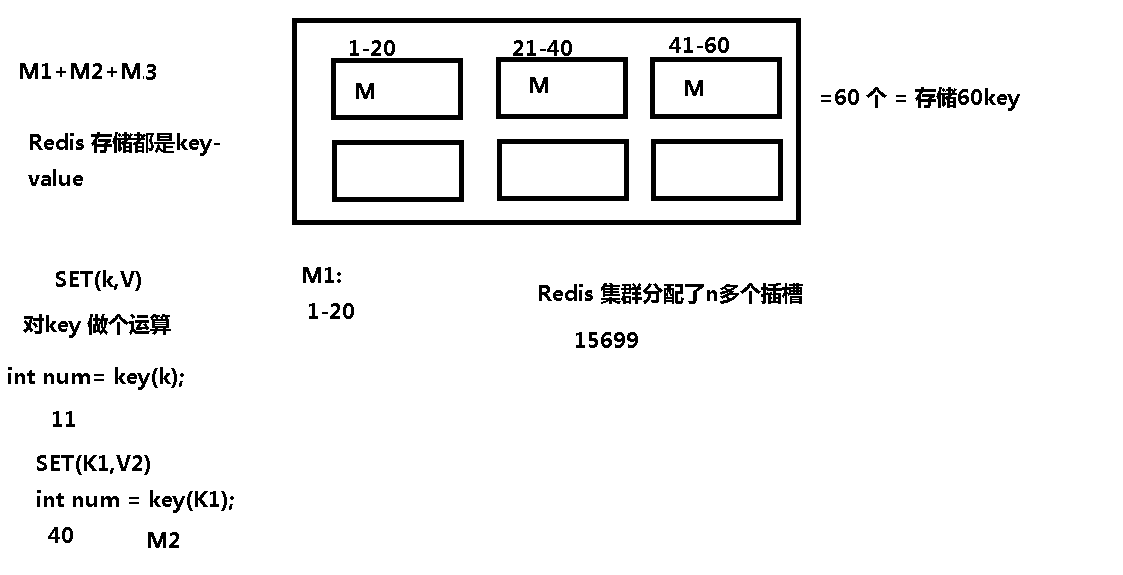 1-20
21-40
41-60
M1+M2+M.3
M
M
M
=60 个 = 存储60key
Redis 存储都是key-
value
SET(k,V)
M1:
1-20
Redis 集群分配了n多个插槽
15699
对key 做个运算
int num= key(k);
11
SET(K1,V2)
int num = key(K1);
40
M2